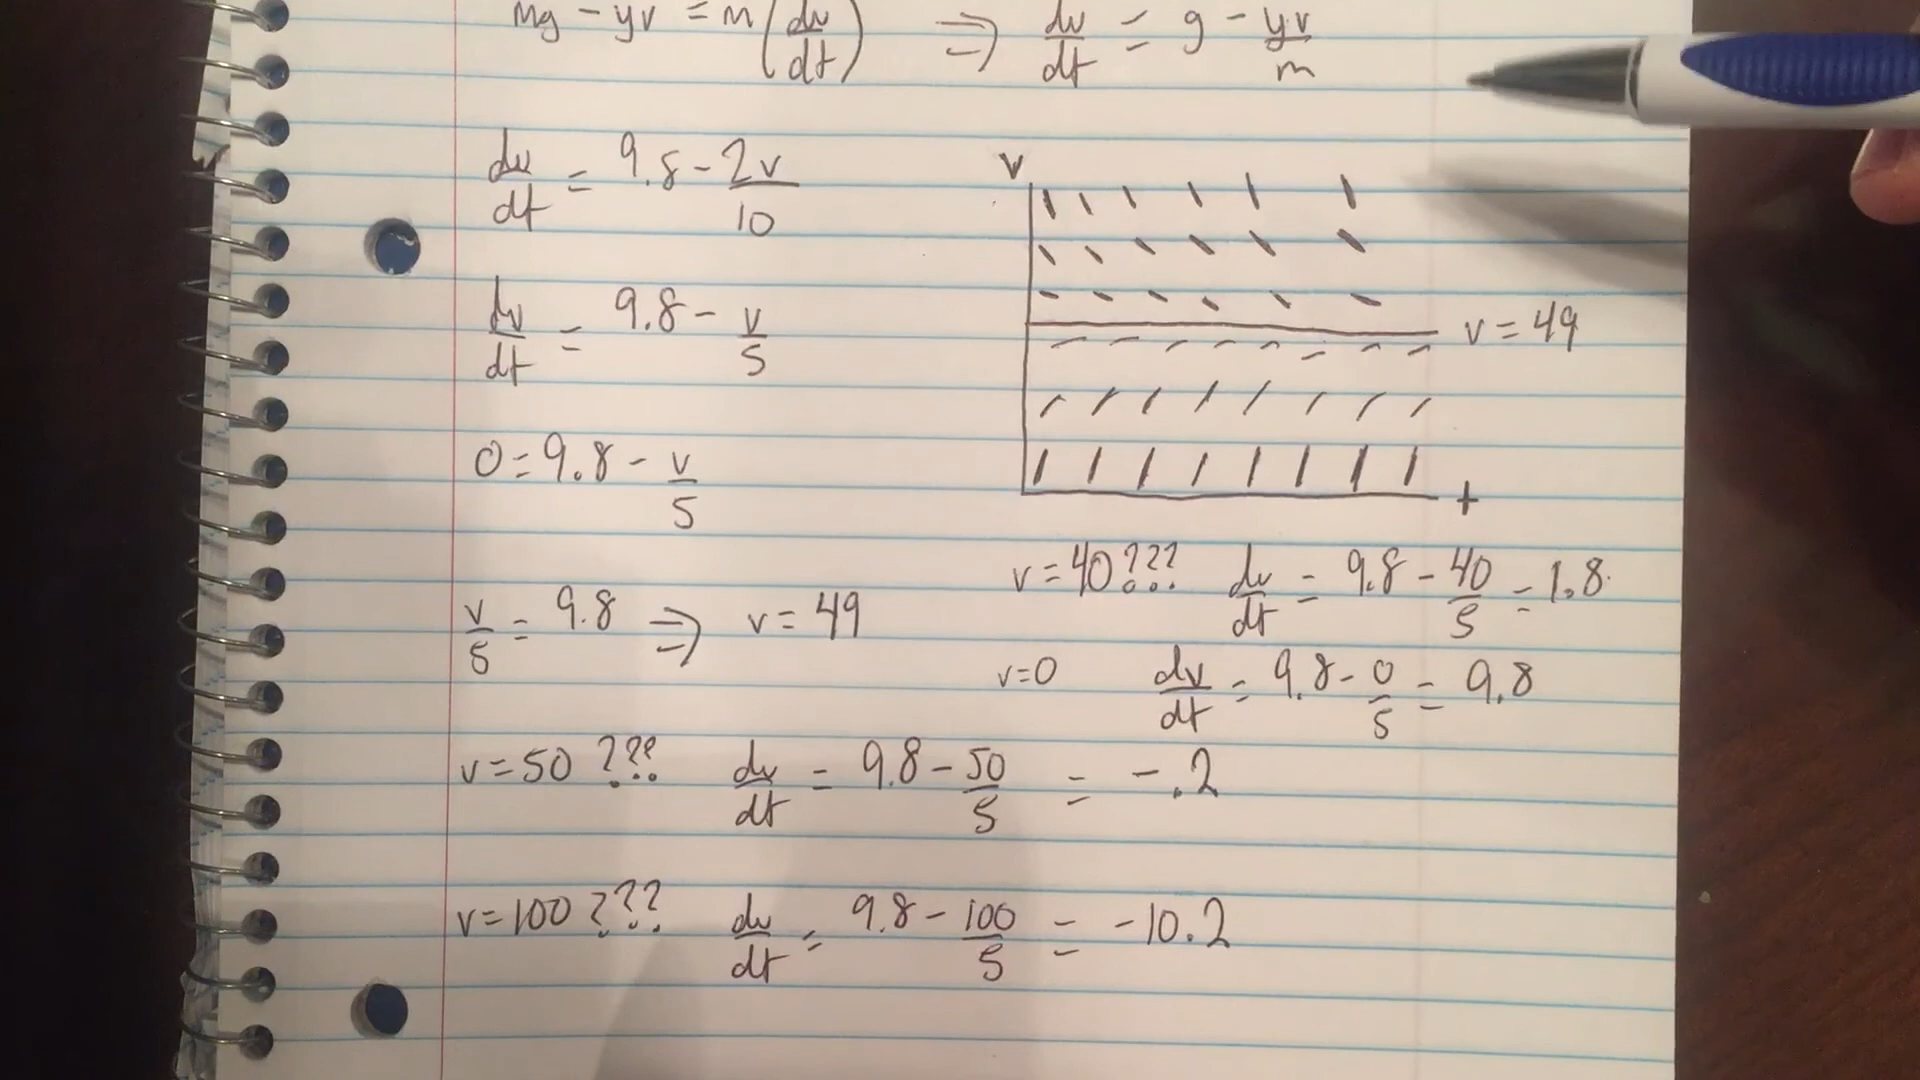 mg - γv = m(dv/dt) ⇒ dv/dt = g - γv/m
dv/dt = 9.8 - 2v/10
dv/dt = 9.8 - v/5
0 = 9.8 - v/5
v/5 = 9.8 ⇒ v = 49
v
v = 49
t
v = 40??? dv/dt = 9.8 - 40/5 = 1.8
v=0 dv/dt = 9.8 - 0/5 = 9.8
v = 50 ??? dv/dt = 9.8 - 50/5 = -.2
v = 100 ??? dv/dt = 9.8 - 100/5 = -10.2